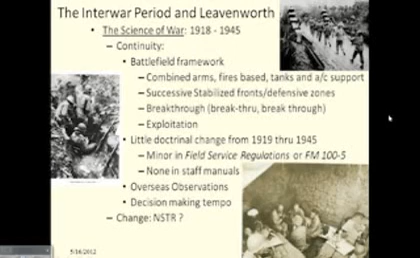 The Interwar Period and Leavenworth
• The Science of War: 1918 - 1945
– Continuity:
• Battlefield framework
– Combined arms, fires based, tanks and a/c support
– Successive Stabilized fronts/defensive zones
– Breakthrough (break-thru, break through)
– Exploitation
• Little doctrinal change from 1919 thru 1945
– Minor in Field Service Regulations or FM 100-5
– None in staff manuals
• Overseas Observations
• Decision making tempo
– Change: NSTR ?
5/16/2012